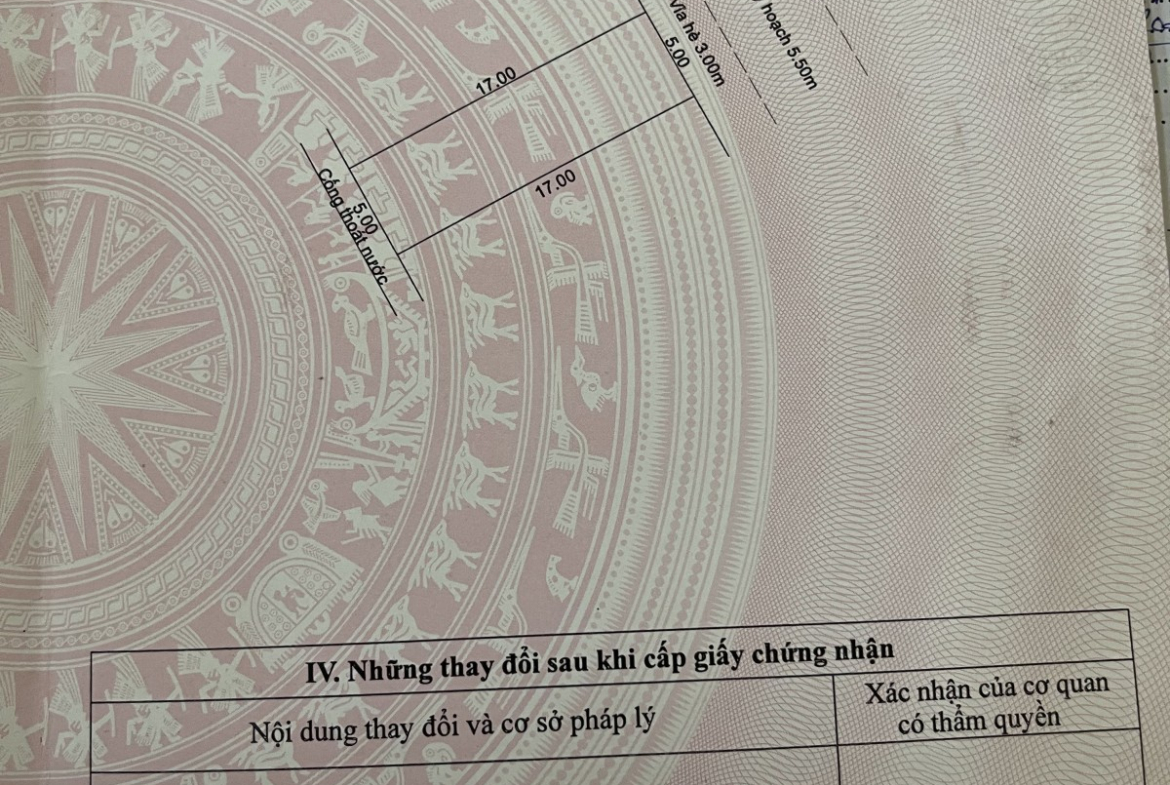 hoạch 5.50m
Vỉa hè 3.00m
5.00
17.00
17.00
5.00
Cống thoát nước
IV. Những thay đổi sau khi cấp giấy chứng nhận
Nội dung thay đổi và cơ sở pháp lý
Xác nhận của cơ quan
có thẩm quyền